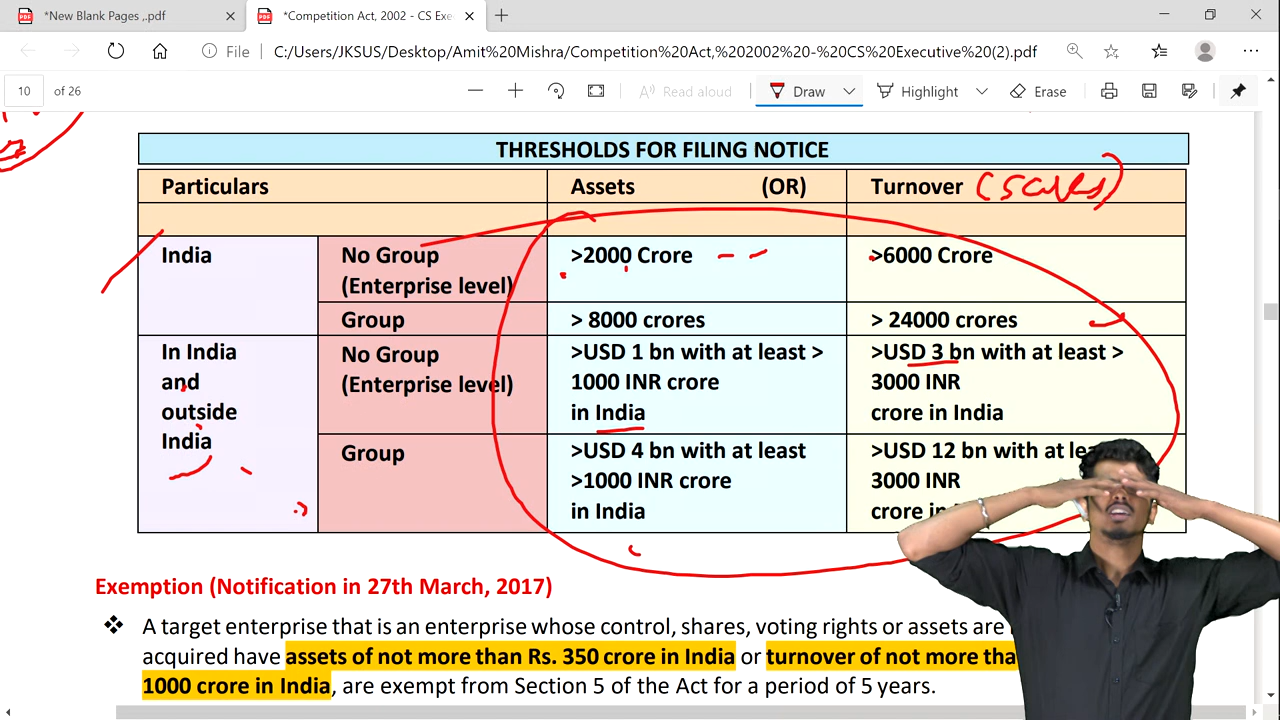 *New Blank Pages ,.pdf
*Competition Act, 2002 - CS Exe
File C:/Users/JKSUS/Desktop/Amit%20Mishra/Competition%20Act,%202002%20-%20CS%20Executive%20(2).pdf
10 of 26
Read aloud
Draw
Highlight
Erase
THRESHOLDS FOR FILING NOTICE
Particulars Assets (OR) Turnover (Sales)
India No Group >2000 Crore >6000 Crore
(Enterprise level)
Group > 8000 crores > 24000 crores
In India No Group >USD 1 bn with at least > >USD 3 bn with at least >
and (Enterprise level) 1000 INR crore 3000 INR
outside in India crore in India
India Group >USD 4 bn with at least >USD 12 bn with at
>1000 INR crore 3000 INR
in India crore
Exemption (Notification in 27th March, 2017)
❖ A target enterprise that is an enterprise whose control, shares, voting rights or assets are
acquired have assets of not more than Rs. 350 crore in India or turnover of not more
1000 crore in India, are exempt from Section 5 of the Act for a period of 5 years.